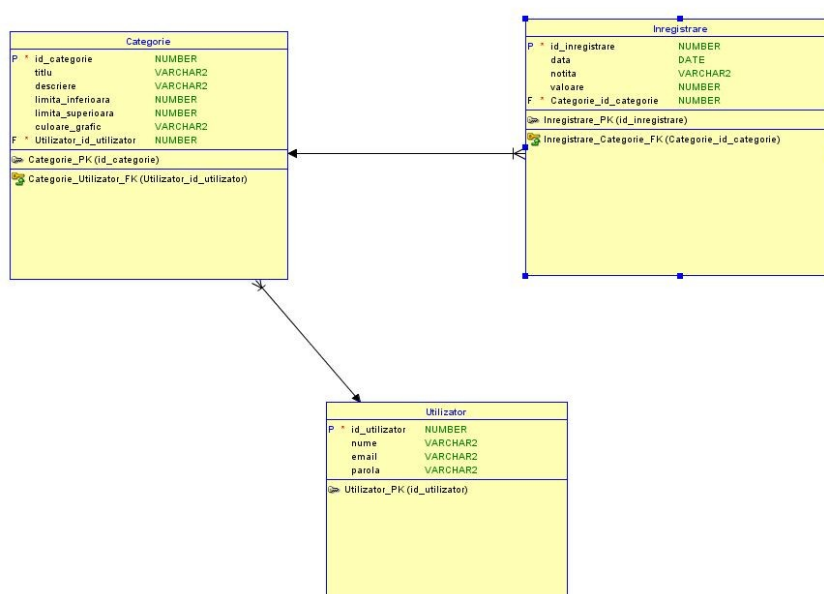 Categorie
P * id_categorie NUMBER
titlu VARCHAR2
descriere VARCHAR2
limita_inferioara NUMBER
limita_superioara NUMBER
culoare_grafic VARCHAR2
F * Utilizator_id_utilizator NUMBER
Categorie_PK (id_categorie)
Categorie_Utilizator_FK (Utilizator_id_utilizator)
Inregistrare
P * id_inregistrare NUMBER
data DATE
notita VARCHAR2
valoare NUMBER
F * Categorie_id_categorie NUMBER
Inregistrare_PK (id_inregistrare)
Inregistrare_Categorie_FK (Categorie_id_categorie)
Utilizator
P * id_utilizator NUMBER
nume VARCHAR2
email VARCHAR2
parola VARCHAR2
Utilizator_PK (id_utilizator)